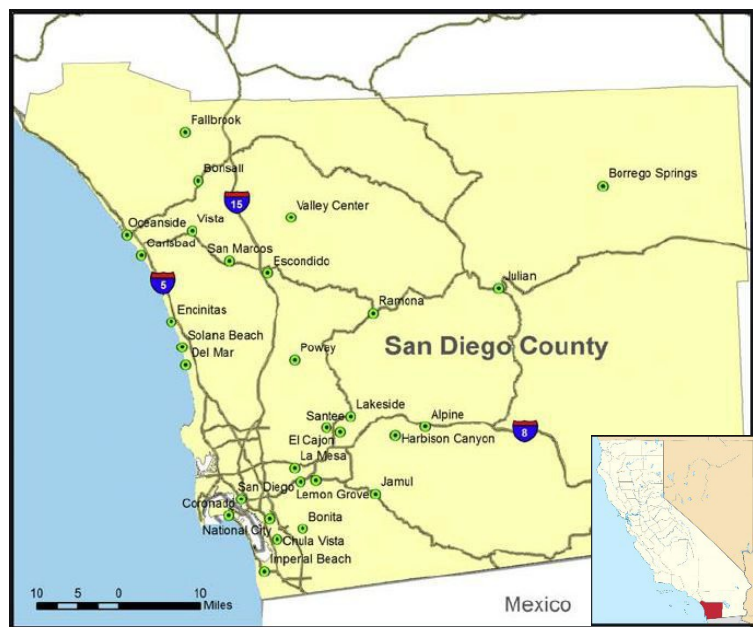 Fallbrook
Bonsall
Borrego Springs
15
Valley Center
Oceanside
Vista
Carlsbad
San Marcos
Escondido
5
Julian
Encinitas
Ramona
Solana Beach
Del Mar
Poway
San Diego County
Lakeside
Santee
Alpine
8
El Cajon
Harbison Canyon
La Mesa
San Diego
Lemon Grove
Jamul
Coronado
National City
Bonita
Chula Vista
Imperial Beach
10 5 0 10
Miles
Mexico